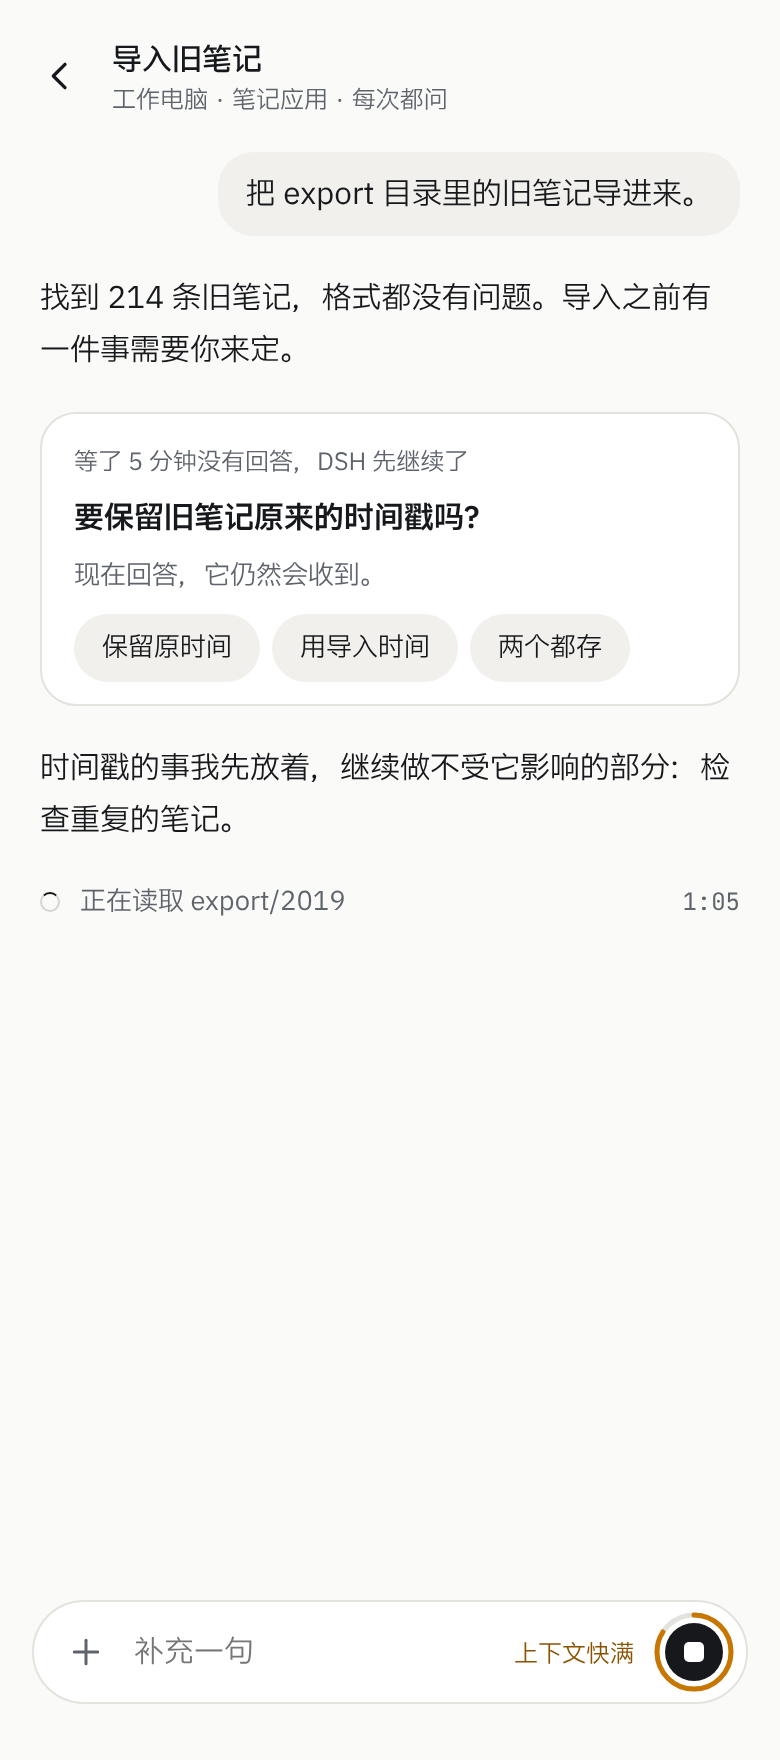 导入旧笔记
工作电脑 · 笔记应用 · 每次都问
把 export 目录里的旧笔记导进来。
找到 214 条旧笔记，格式都没有问题。导入之前有
一件事需要你来定。
等了 5 分钟没有回答，DSH 先继续了
要保留旧笔记原来的时间戳吗?
现在回答，它仍然会收到。
保留原时间
用导入时间
两个都存
时间戳的事我先放着，继续做不受它影响的部分：检
查重复的笔记。
正在读取 export/2019
1:05
补充一句
上下文快满